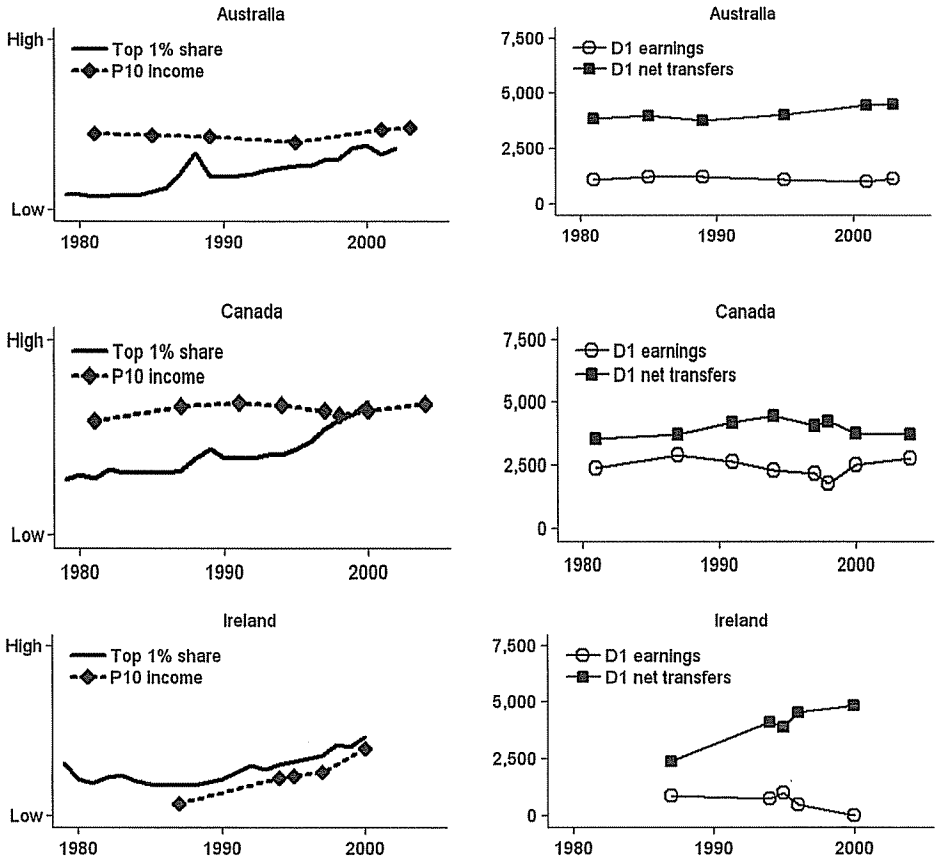 Australia
High
Top 1% share
P10 income
Low
1980 1990 2000
Australia
7,500
D1 earnings
D1 net transfers
5,000
2,500
0
1980 1990 2000
Canada
High
Top 1% share
P10 income
Low
1980 1990 2000
Canada
7,500
D1 earnings
D1 net transfers
5,000
2,500
0
1980 1990 2000
Ireland
High
Top 1% share
P10 income
Low
1980 1990 2000
Ireland
7,500
D1 earnings
D1 net transfers
5,000
2,500
0
1980 1990 2000